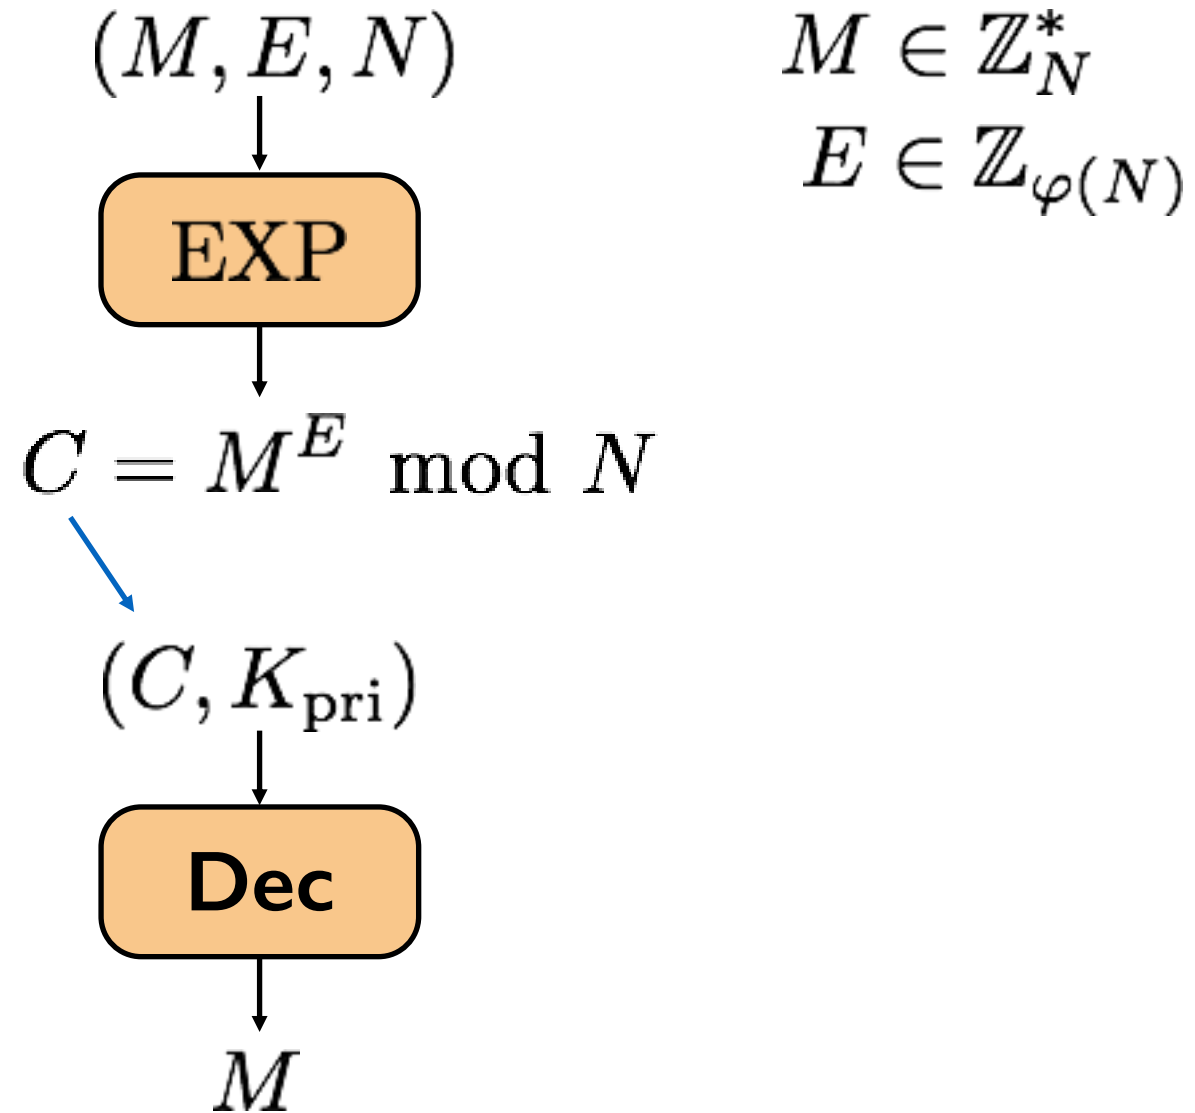 (M, E, N)
M ∈ ℤ*_N
E ∈ ℤ_φ(N)
EXP
C = M^E mod N
(C, K_pri)
Dec
M